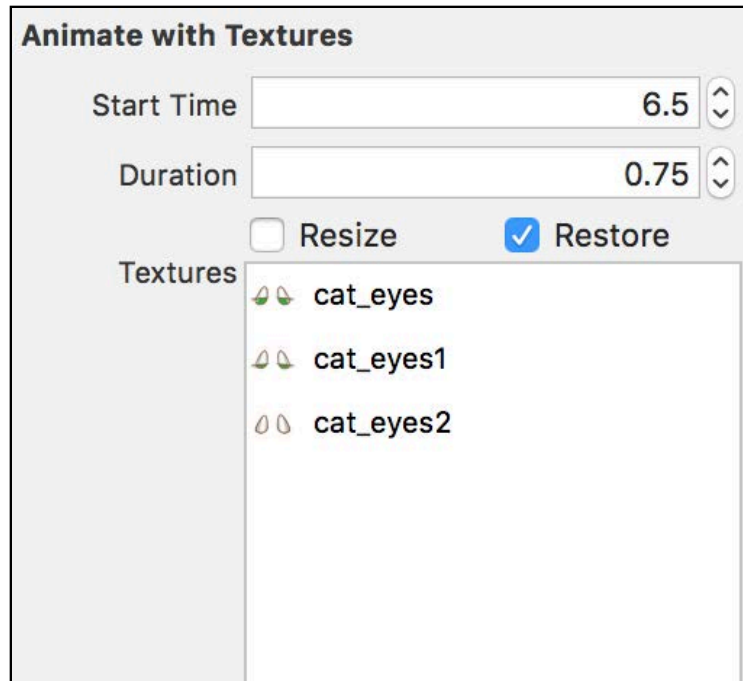 Animate with Textures
Start Time 6.5
Duration 0.75
Resize Restore
Textures
cat_eyes
cat_eyes1
cat_eyes2